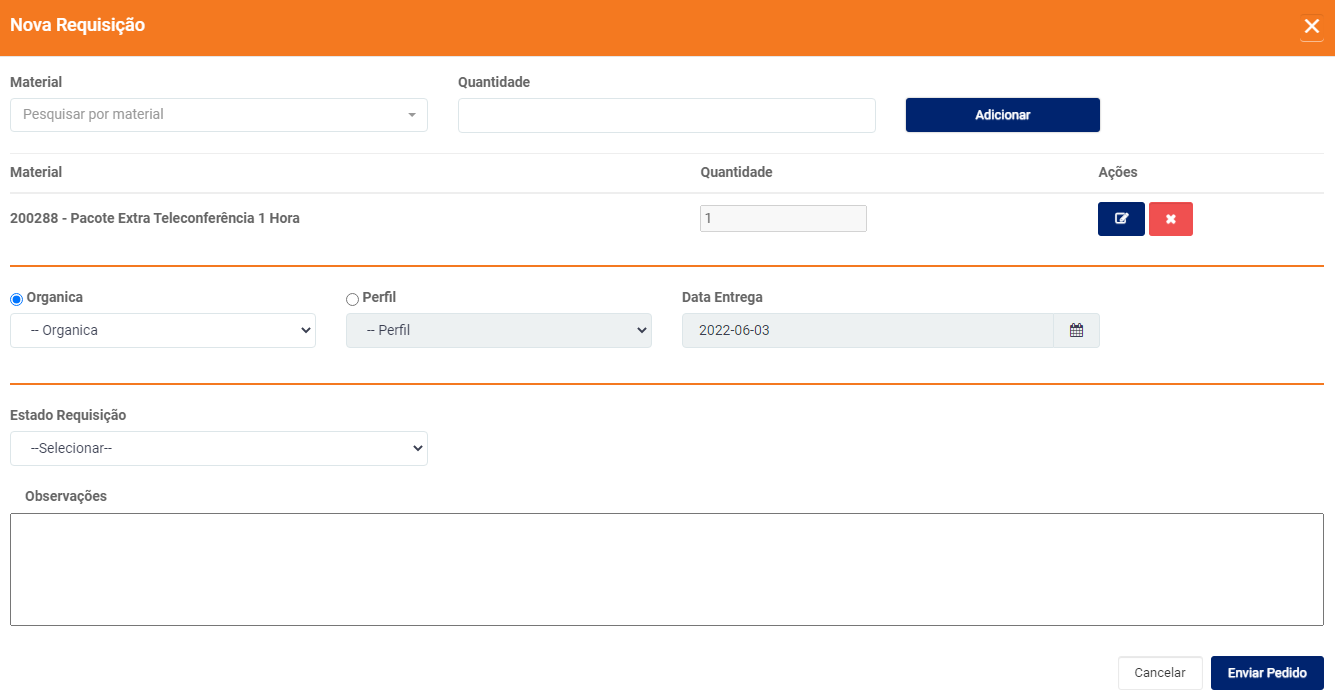 Nova Requisição
Material Quantidade
Pesquisar por material Adicionar
Material Quantidade Ações
200288 - Pacote Extra Teleconferência 1 Hora 1
Organica Perfil Data Entrega
-- Organica -- Perfil 2022-06-03
Estado Requisição
--Selecionar--
Observações
Cancelar Enviar Pedido